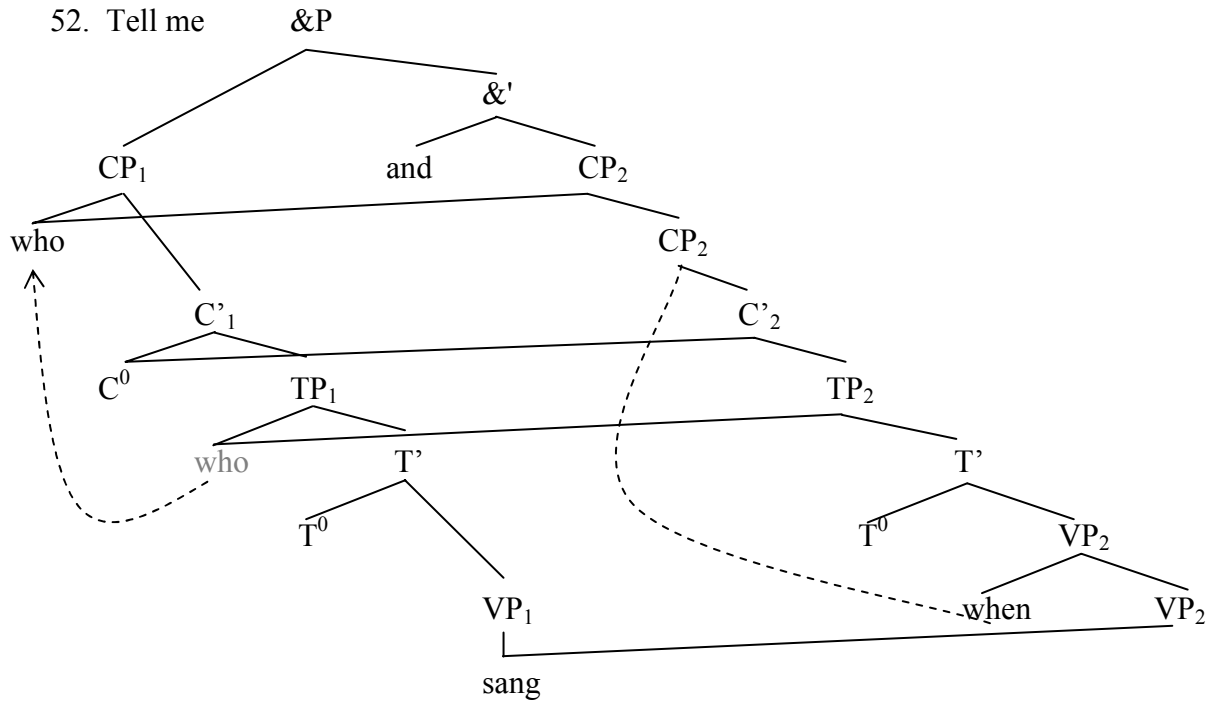 52. Tell me &P
&'
CP₁ and CP₂
who CP₂
C’₁ C’₂
C⁰ TP₁ TP₂
who T’ T’
T⁰ T⁰ VP₂
VP₁ when VP₂
sang